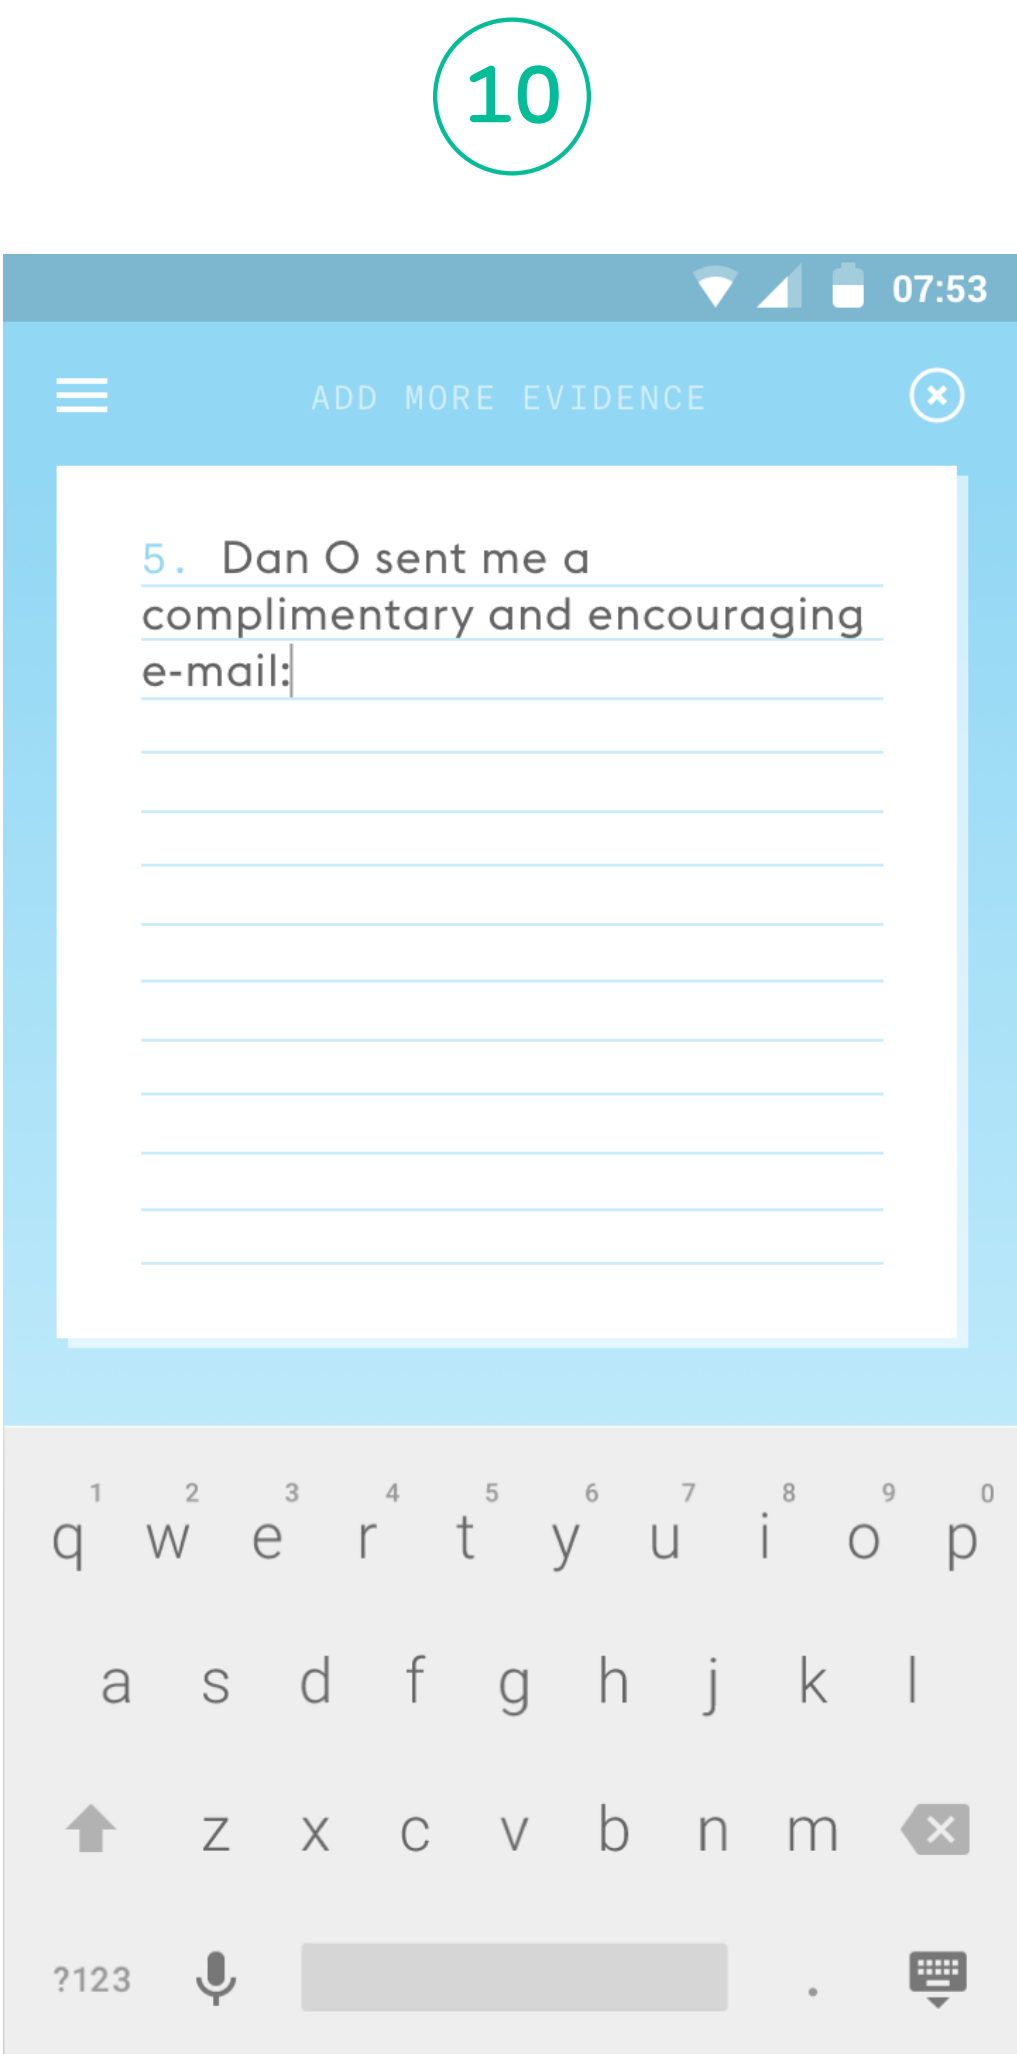 10
07:53
ADD MORE EVIDENCE
5. Dan O sent me a
complimentary and encouraging
e-mail:
1 2 3 4 5 6 7 8 9 0
q w e r t y u i o p
a s d f g h j k l
z x c v b n m
?123 .